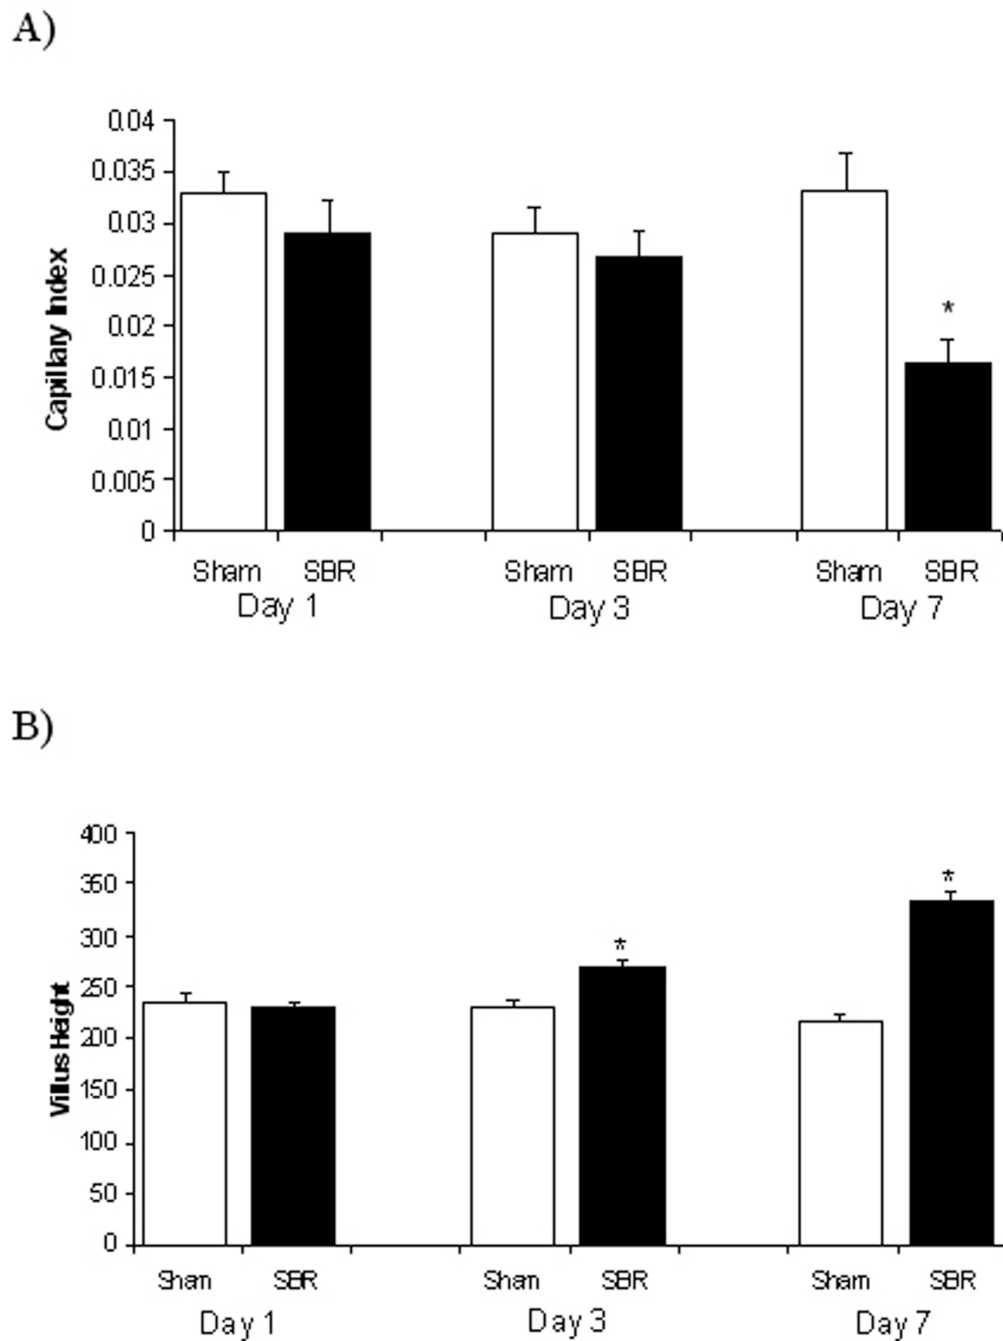 A)
0.04
0.035
0.03
0.025
0.02
0.015
0.01
0.005
0
Capillary Index
*
Sham SBR Sham SBR Sham SBR
Day 1 Day 3 Day 7
B)
400
350
300
250
200
150
100
50
0
Villus Height
* *
Sham SBR Sham SBR Sham SBR
Day 1 Day 3 Day 7